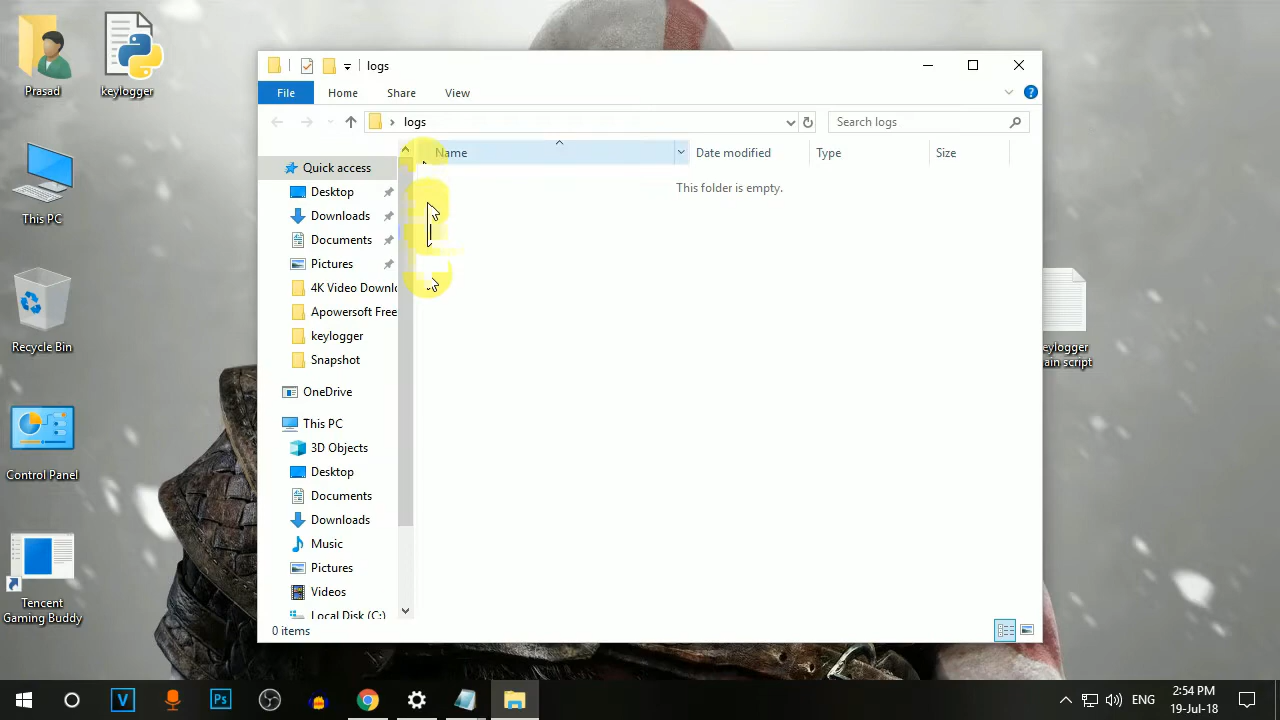 Prasad
keylogger
This PC
Recycle Bin
Control Panel
Tencent
Gaming Buddy
logs
File
Home
Share
View
logs
Search logs
Name
Date modified
Type
Size
This folder is empty.
Quick access
Desktop
Downloads
Documents
Pictures
4K Video Downlo
Apowersoft Free
keylogger
Snapshot
OneDrive
This PC
3D Objects
Desktop
Documents
Downloads
Music
Pictures
Videos
Local Disk (C:)
0 items
eylogger
ain script
V
Ps
ENG
2:54 PM
19-Jul-18